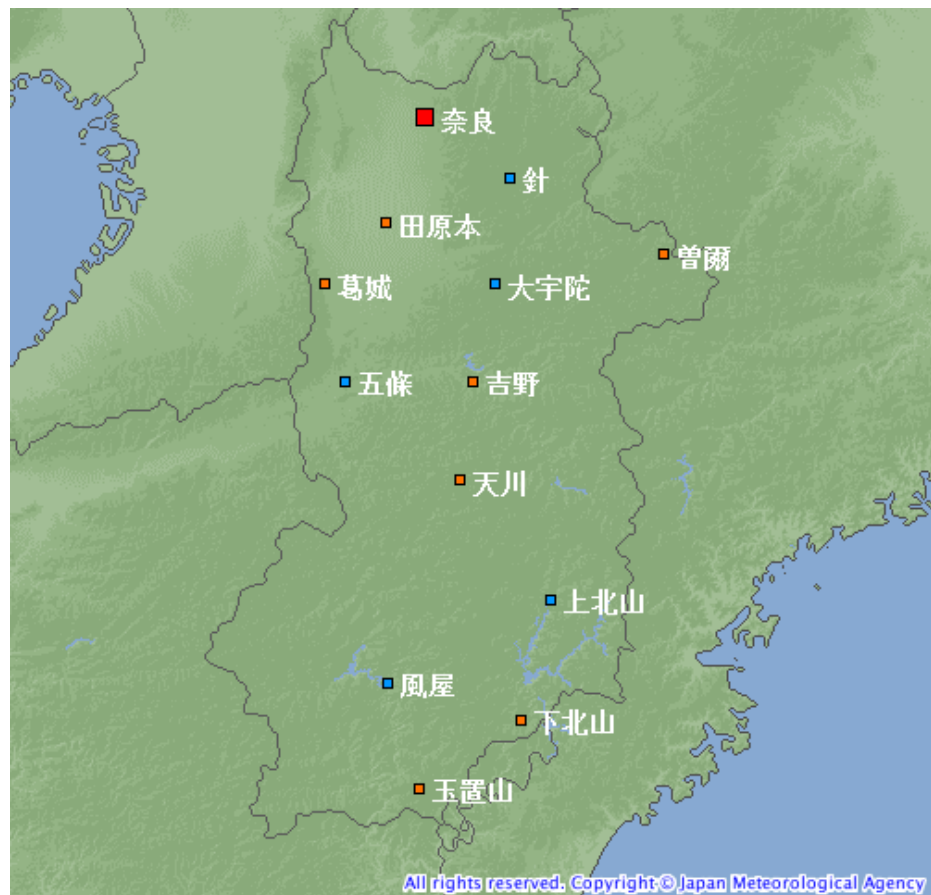 奈良
針
田原本
曽爾
葛城
大宇陀
五條
吉野
天川
上北山
風屋
下北山
玉置山
All rights reserved. Copyright © Japan Meteorological Agency